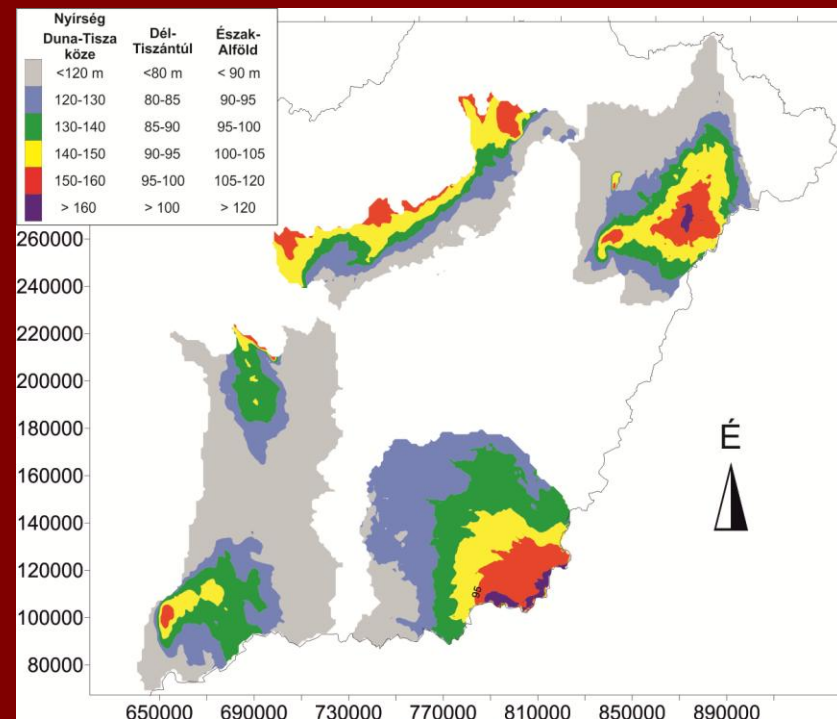 Nyírség
Duna-Tisza Dél- Észak-
köze Tiszántúl Alföld
<120 m <80 m < 90 m
120-130 80-85 90-95
130-140 85-90 95-100
140-150 90-95 100-105
150-160 95-100 105-120
> 160 > 100 > 120
260000
240000
220000
200000
180000
160000
140000
120000
100000
80000
É
95
650000 690000 730000 770000 810000 850000 890000